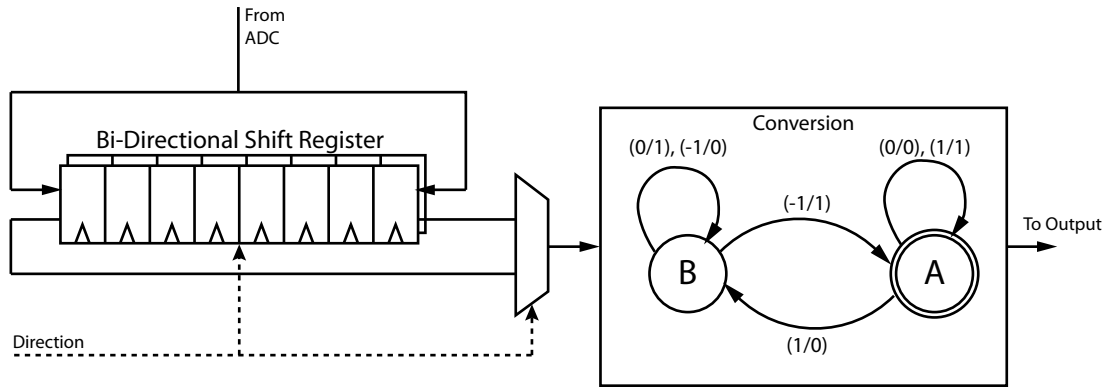 From
ADC
Bi-Directional Shift Register
Direction
Conversion
(0/1), (-1/0)
(0/0), (1/1)
(-1/1)
B
A
(1/0)
To Output